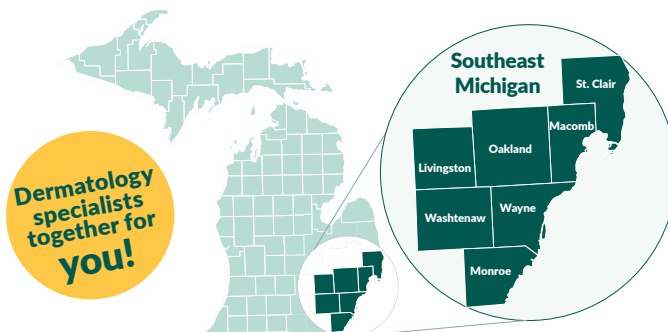 Dermatology
specialists
together for
you!
Southeast
Michigan
St. Clair
Macomb
Oakland
Livingston
Washtenaw
Wayne
Monroe